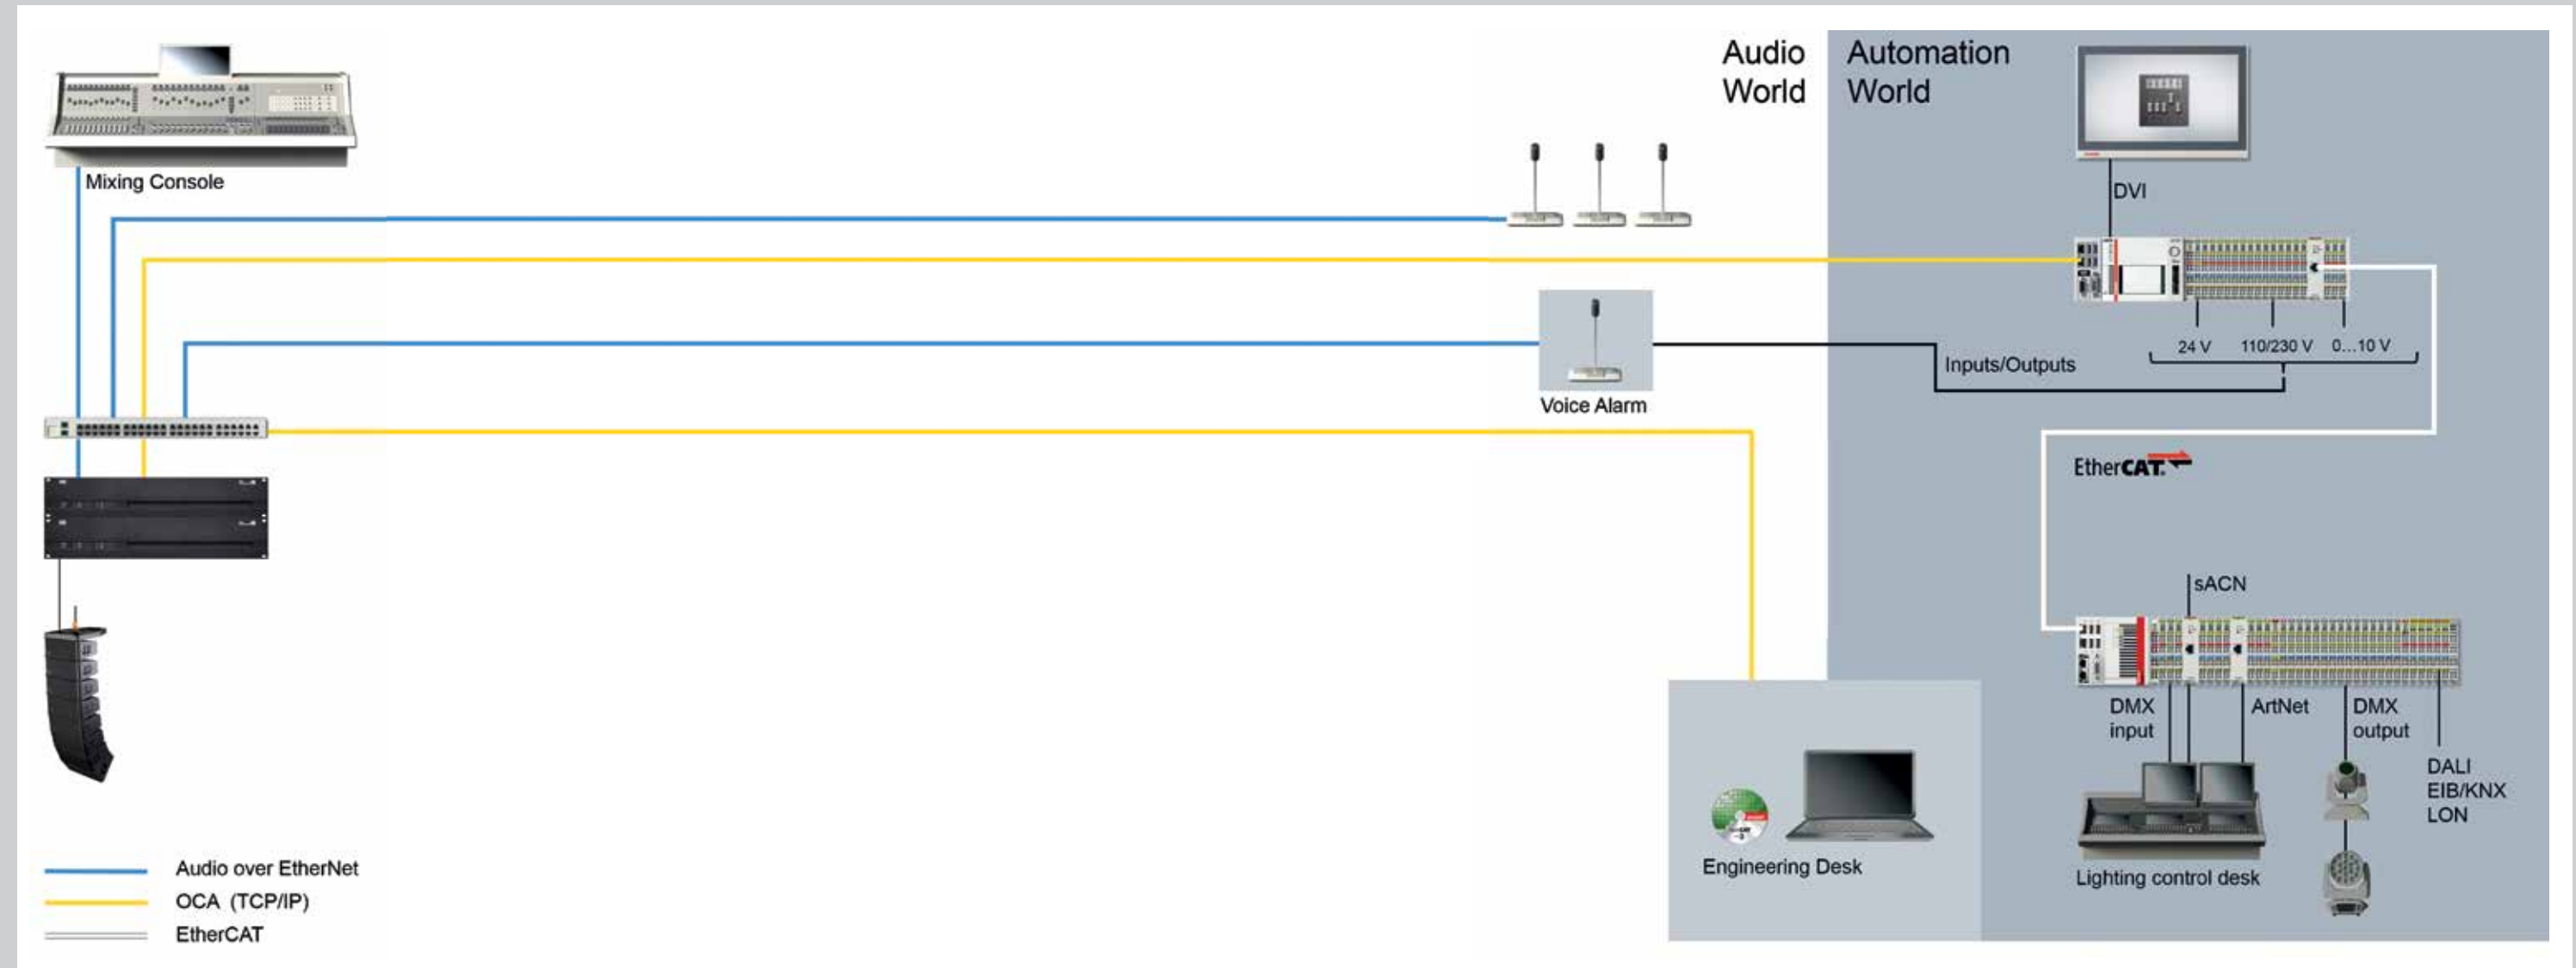 Audio
World
Automation
World
Mixing Console
DVI
24 V
110/230 V
0...10 V
Inputs/Outputs
Voice Alarm
EtherCAT.
sACN
DMX
input
ArtNet
DMX
output
DALI
EIB/KNX
LON
Engineering Desk
Lighting control desk
Audio over EtherNet
OCA (TCP/IP)
EtherCAT